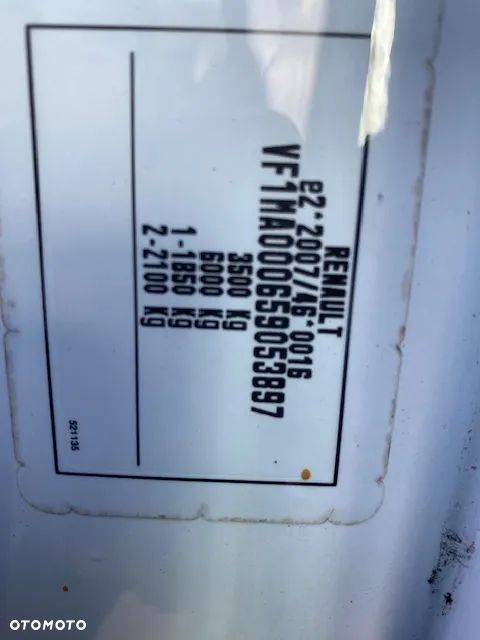 RENAULT
e2*2007/46*0016
VF1MA000659053897
3500 kg
6000 kg
1-1850 kg
2-2100 kg
521135
OTOMOTO